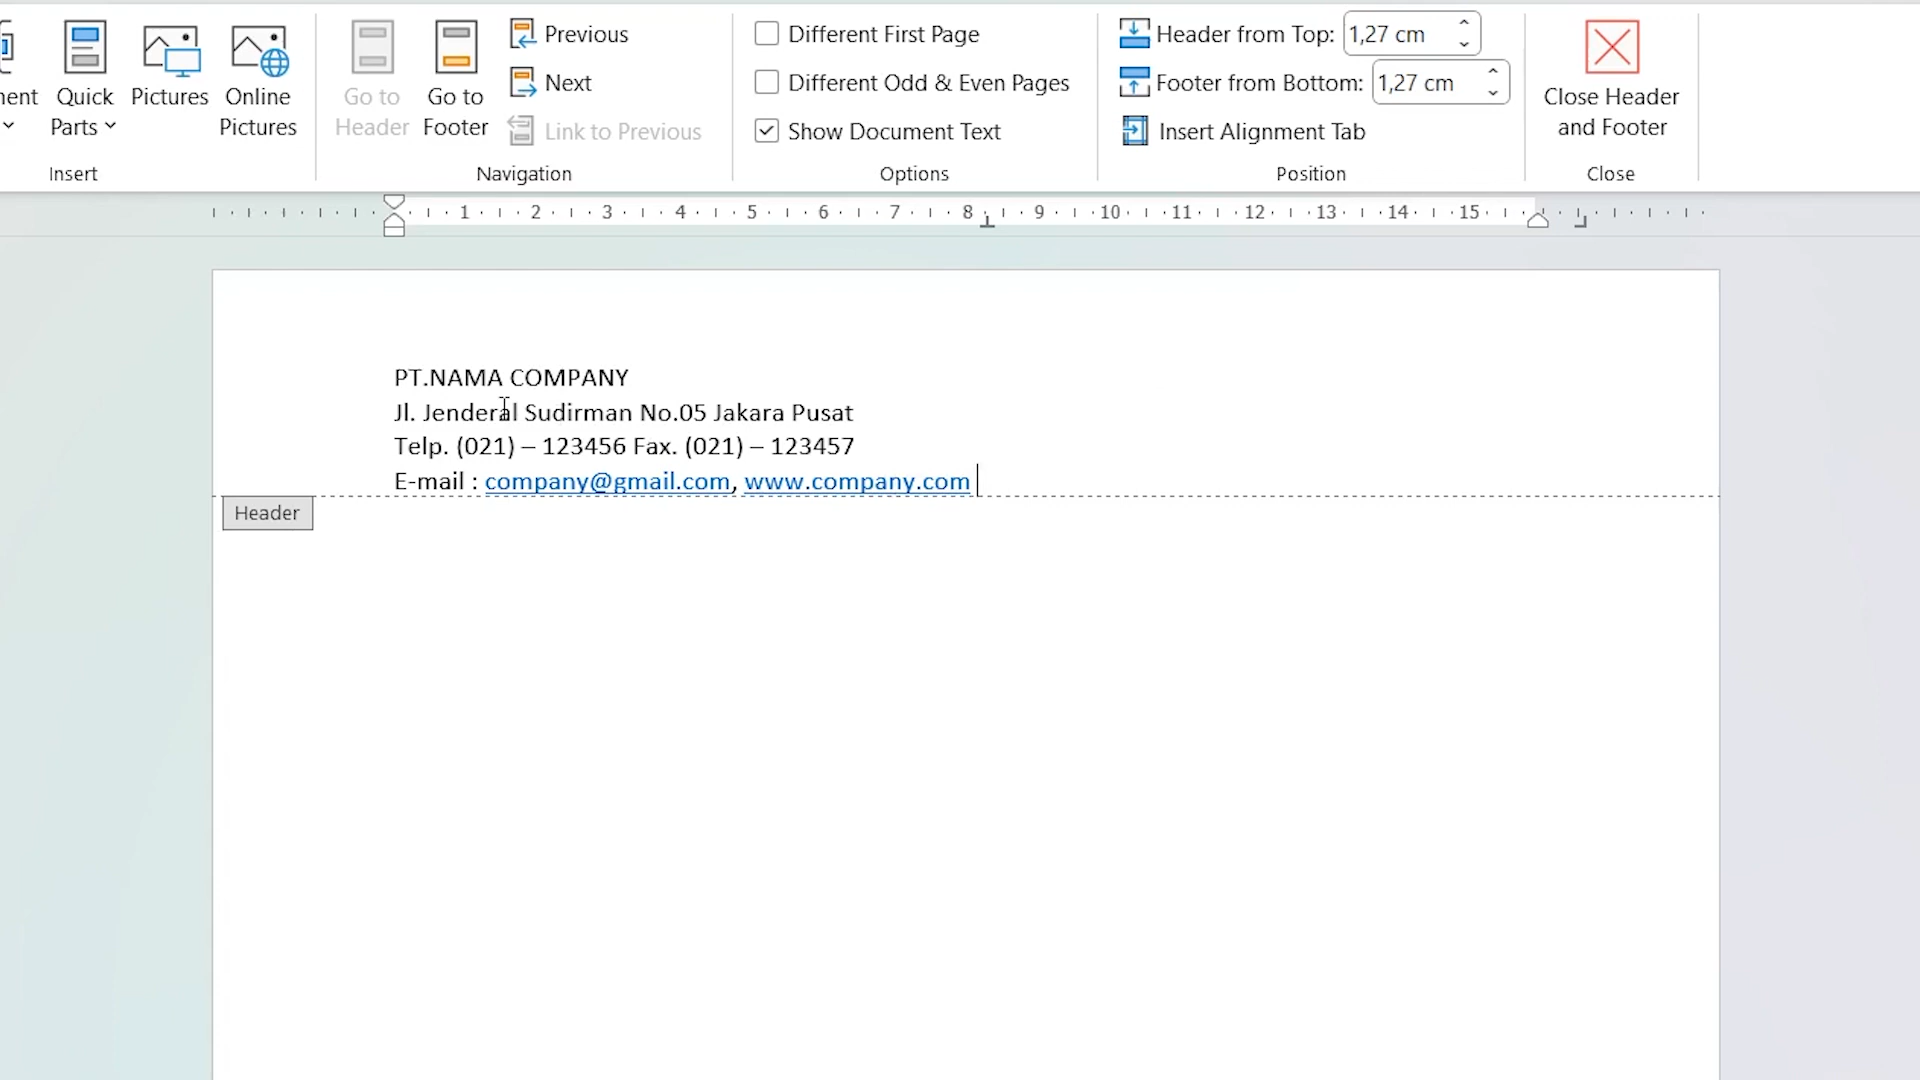 Quick
Parts
Pictures
Online
Pictures
Insert
Go to
Header
Go to
Footer
Previous
Next
Link to Previous
Navigation
Different First Page
Different Odd & Even Pages
Show Document Text
Options
Header from Top: 1,27 cm
Footer from Bottom: 1,27 cm
Insert Alignment Tab
Position
Close Header
and Footer
Close
1 2 3 4 5 6 7 8 9 10 11 12 13 14 15
PT.NAMA COMPANY
Jl. Jenderal Sudirman No.05 Jakara Pusat
Telp. (021) – 123456 Fax. (021) – 123457
E-mail : company@gmail.com, www.company.com
Header